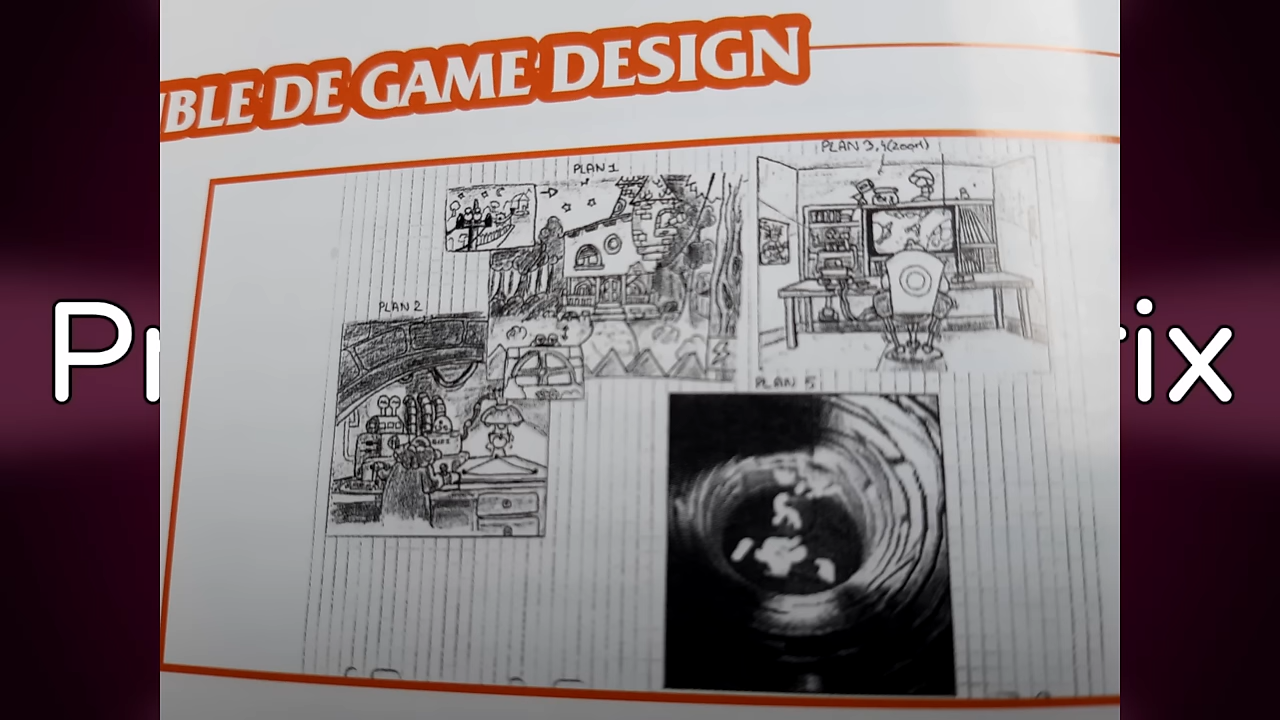 BLE DE GAME DESIGN
PLAN 1
PLAN 3,4(zoom)
PLAN 2
PLAN 5
Pr
rix